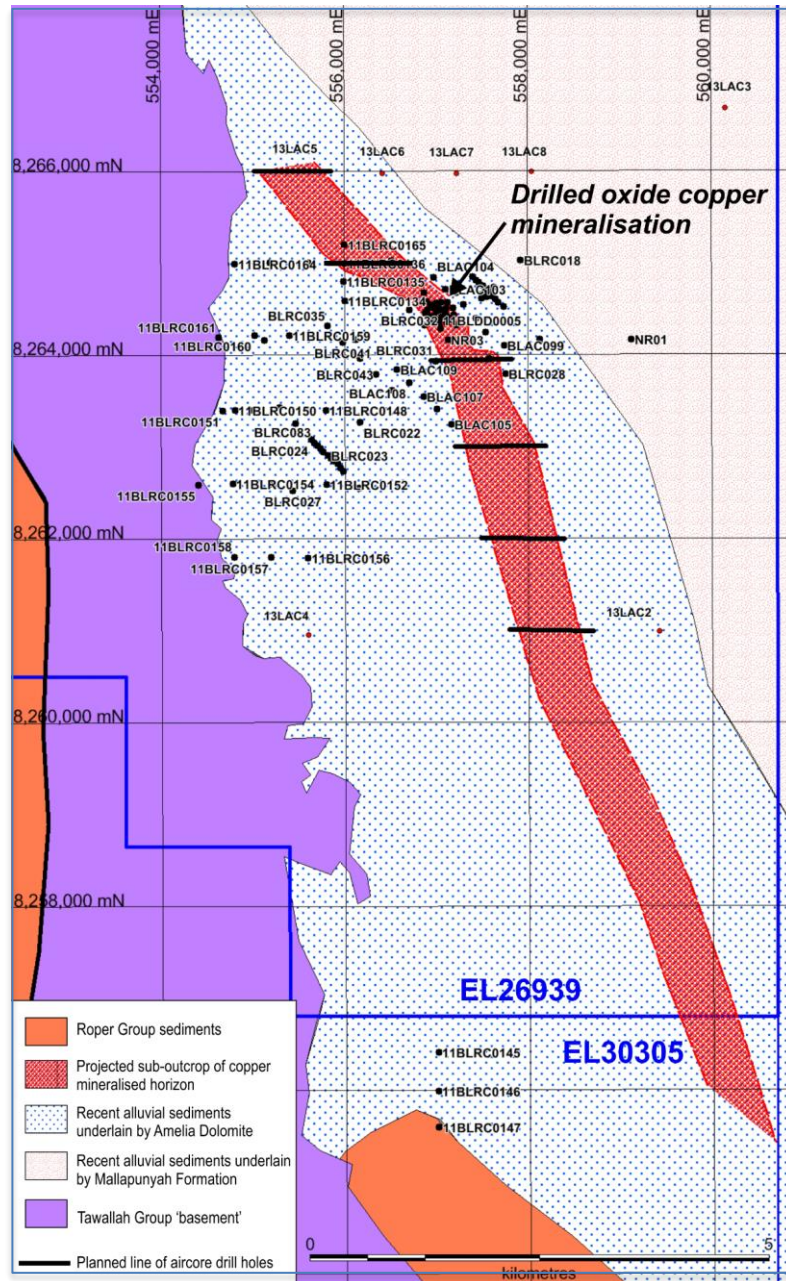 554,000 mE
556,000 mE
558,000 mE
560,000 mE
13LAC3
13LAC5
13LAC6
13LAC7
13LAC8
8,266,000 mN
Drilled oxide copper
mineralisation
11BLRC0165
11BLRC0164
11BLRC0136
BLAC104
BLRC018
11BLRC0135
BLAC103
11BLRC0134
BLRC035
BLRC032
11BLDD0005
11BLRC0161
11BLRC0159
11BLRC0160
NR03
BLAC099
NR01
8,264,000 mN
BLRC041
BLRC031
BLRC043
BLAC109
BLRC028
BLAC108
BLAC107
11BLRC0151
11BLRC0150
11BLRC0148
BLRC083
BLRC022
BLAC105
BLRC024
BLRC023
11BLRC0155
11BLRC0154
11BLRC0152
BLRC027
8,262,000 mN
11BLRC0158
11BLRC0157
11BLRC0156
13LAC4
13LAC2
8,260,000 mN
8,258,000 mN
EL26939
EL30305
11BLRC0145
11BLRC0146
11BLRC0147
Roper Group sediments
Projected sub-outcrop of copper
mineralised horizon
Recent alluvial sediments
underlain by Amelia Dolomite
Recent alluvial sediments underlain
by Mallapunyah Formation
Tawallah Group 'basement'
Planned line of aircore drill holes
0
5
kilometres